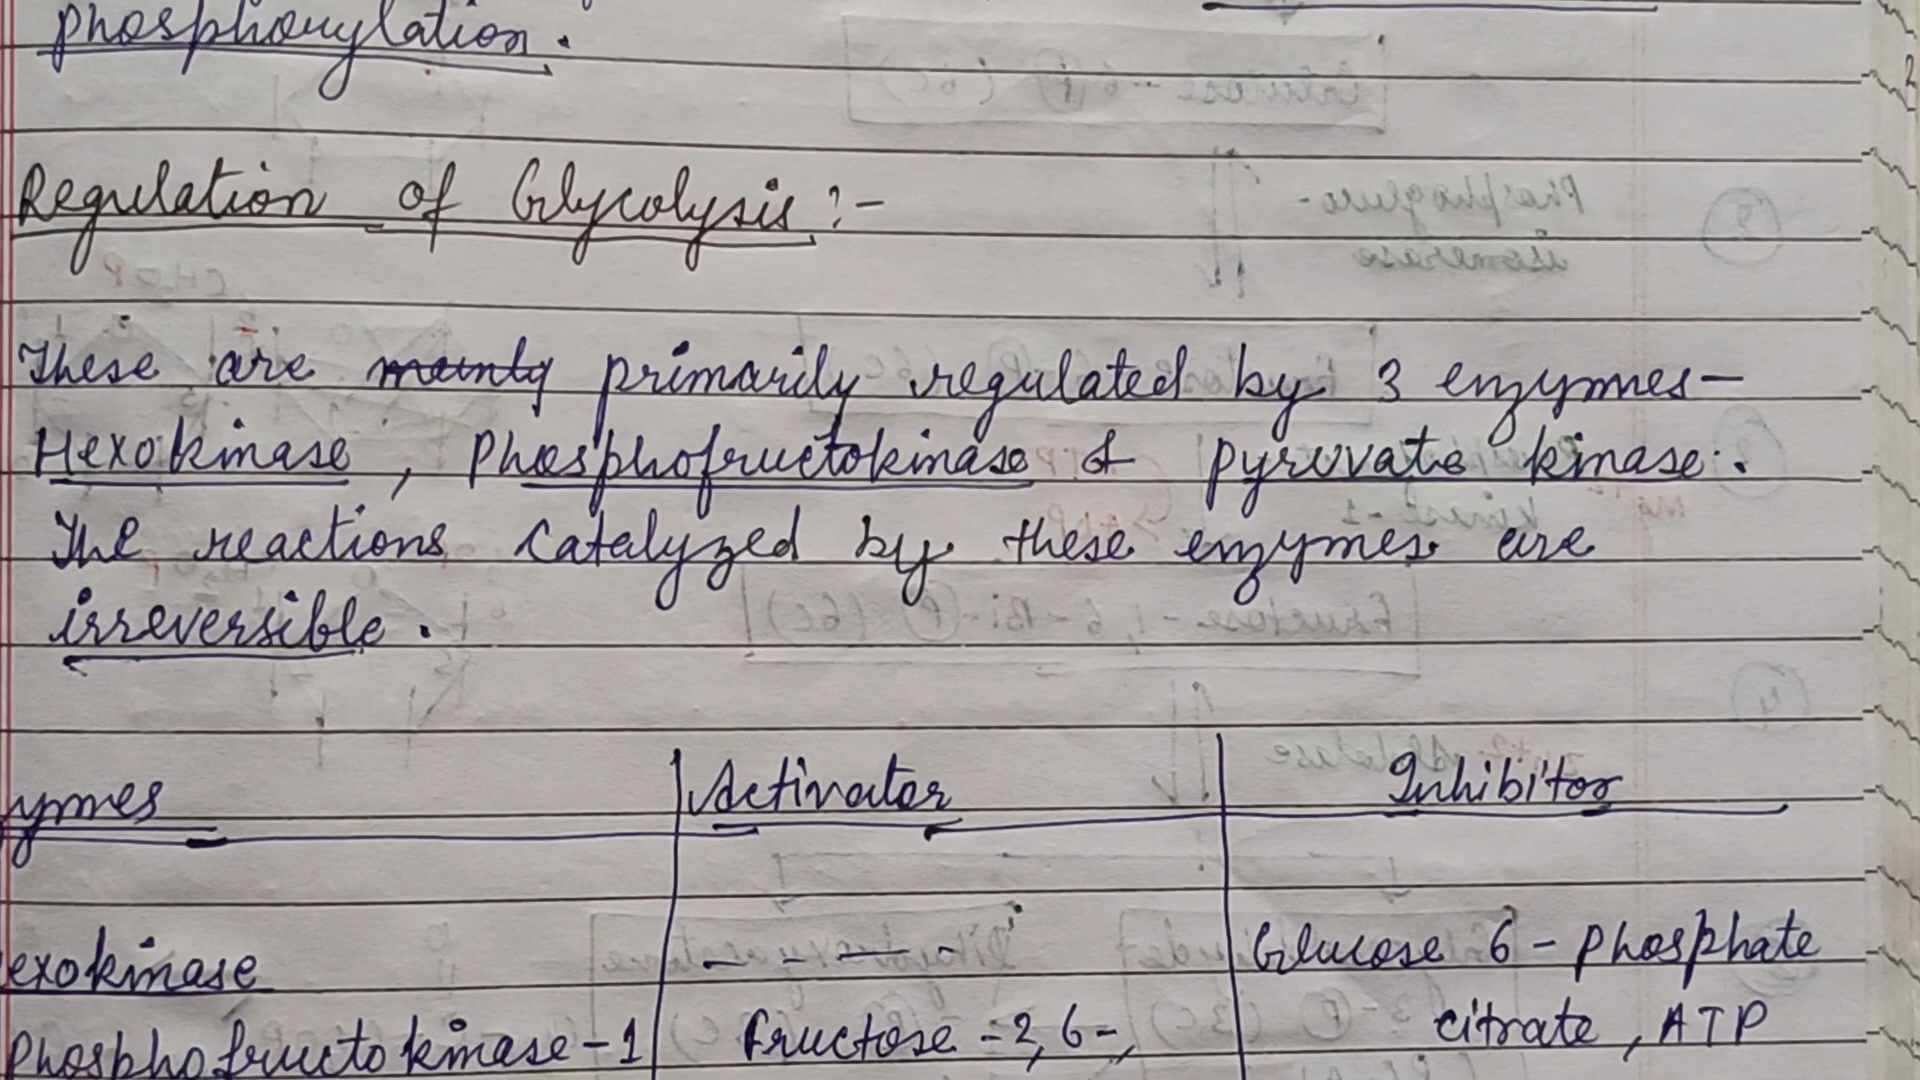 phosphorylation.
Regulation of Glycolysis :-
These are mainly primarily regulated by 3 enzymes-
Hexokinase, Phosphofructokinase & pyruvate kinase.
The reactions catalyzed by these enzymes are
irreversible.
ymes Activator Inhibitor
exokinase - - - - Glucose 6-phosphate
Phosphofructokinase-1 fructose-2,6-, citrate, ATP